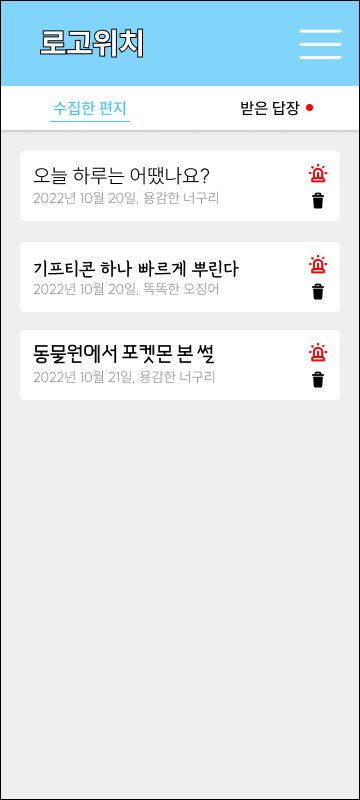 로고위치
수집한 편지
받은 답장
오늘 하루는 어땠나요?
2022년 10월 20일, 용감한 너구리
기프티콘 하나 빠르게 뿌린다
2022년 10월 20일, 똑똑한 오징어
동물원에서 포켓몬 본 썰
2022년 10월 21일, 용감한 너구리